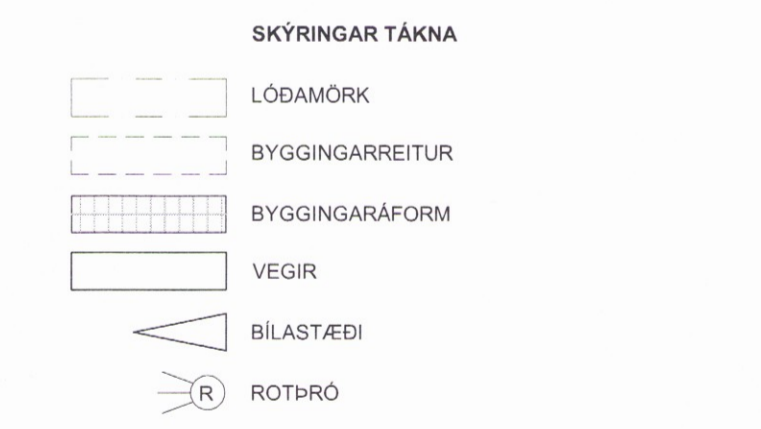 SKÝRINGAR TÁKNA
LÓÐAMÖRK
BYGGINGARREITUR
BYGGINGARÁFORM
VEGIR
BÍLASTÆÐI
R ROTÞRÓ